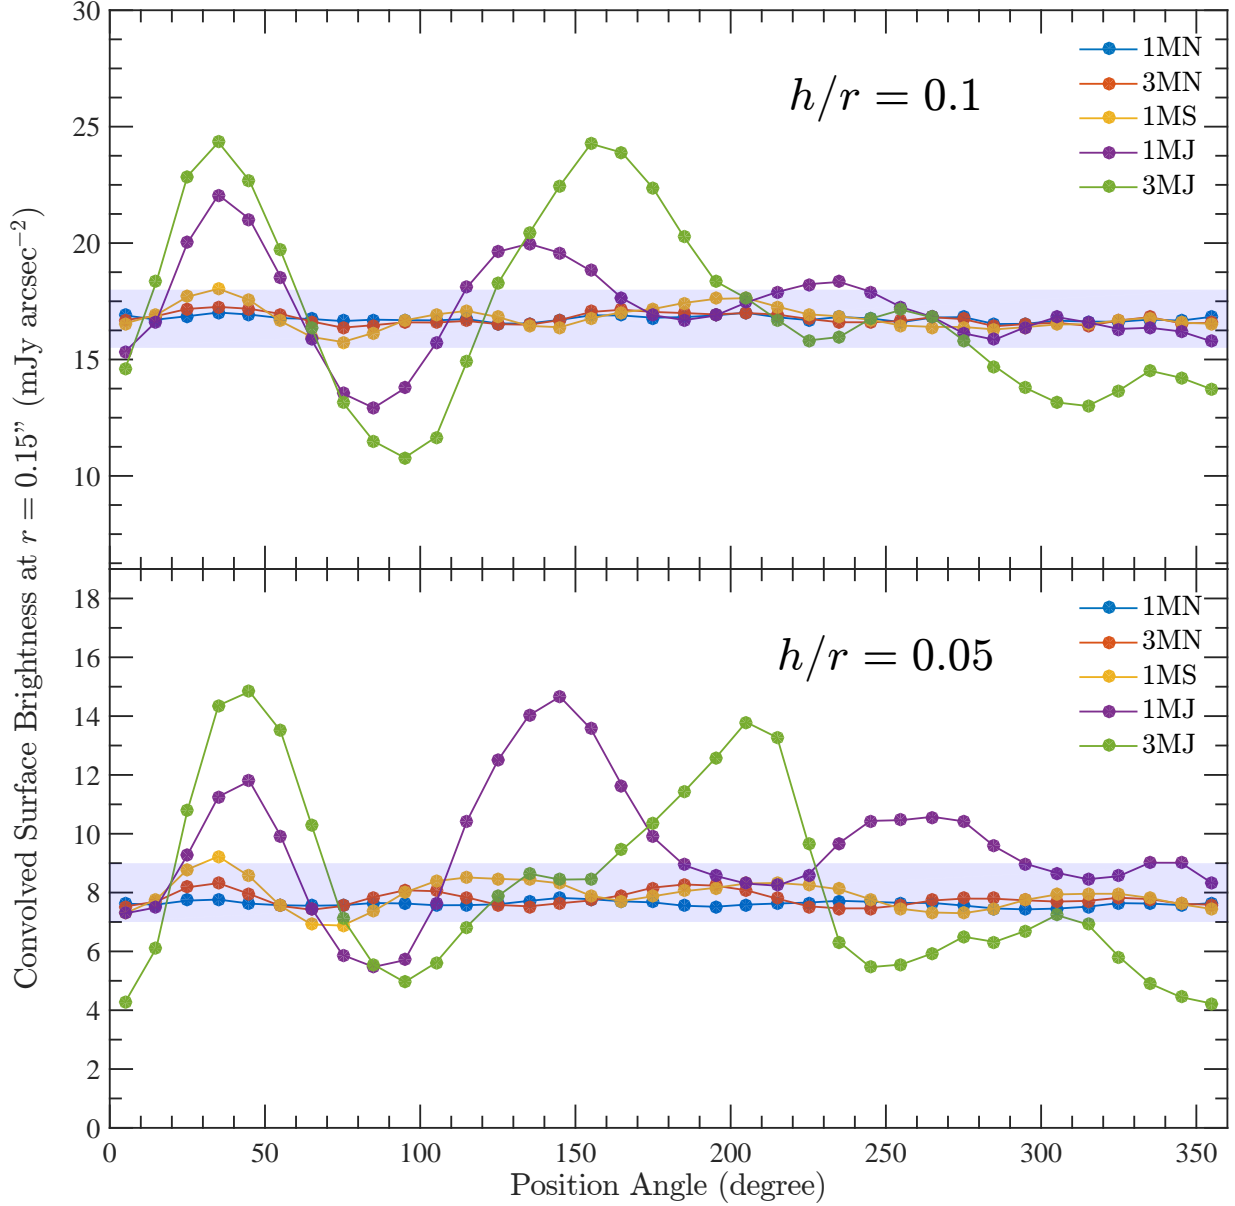 30
25
20
15
10
1MN
3MN
1MS
1MJ
3MJ
h/r = 0.1
18
16
14
12
10
8
6
4
2
0
1MN
3MN
1MS
1MJ
3MJ
h/r = 0.05
0 50 100 150 200 250 300 350
Position Angle (degree)
Convolved Surface Brightness at r = 0.15” (mJy arcsec⁻²)